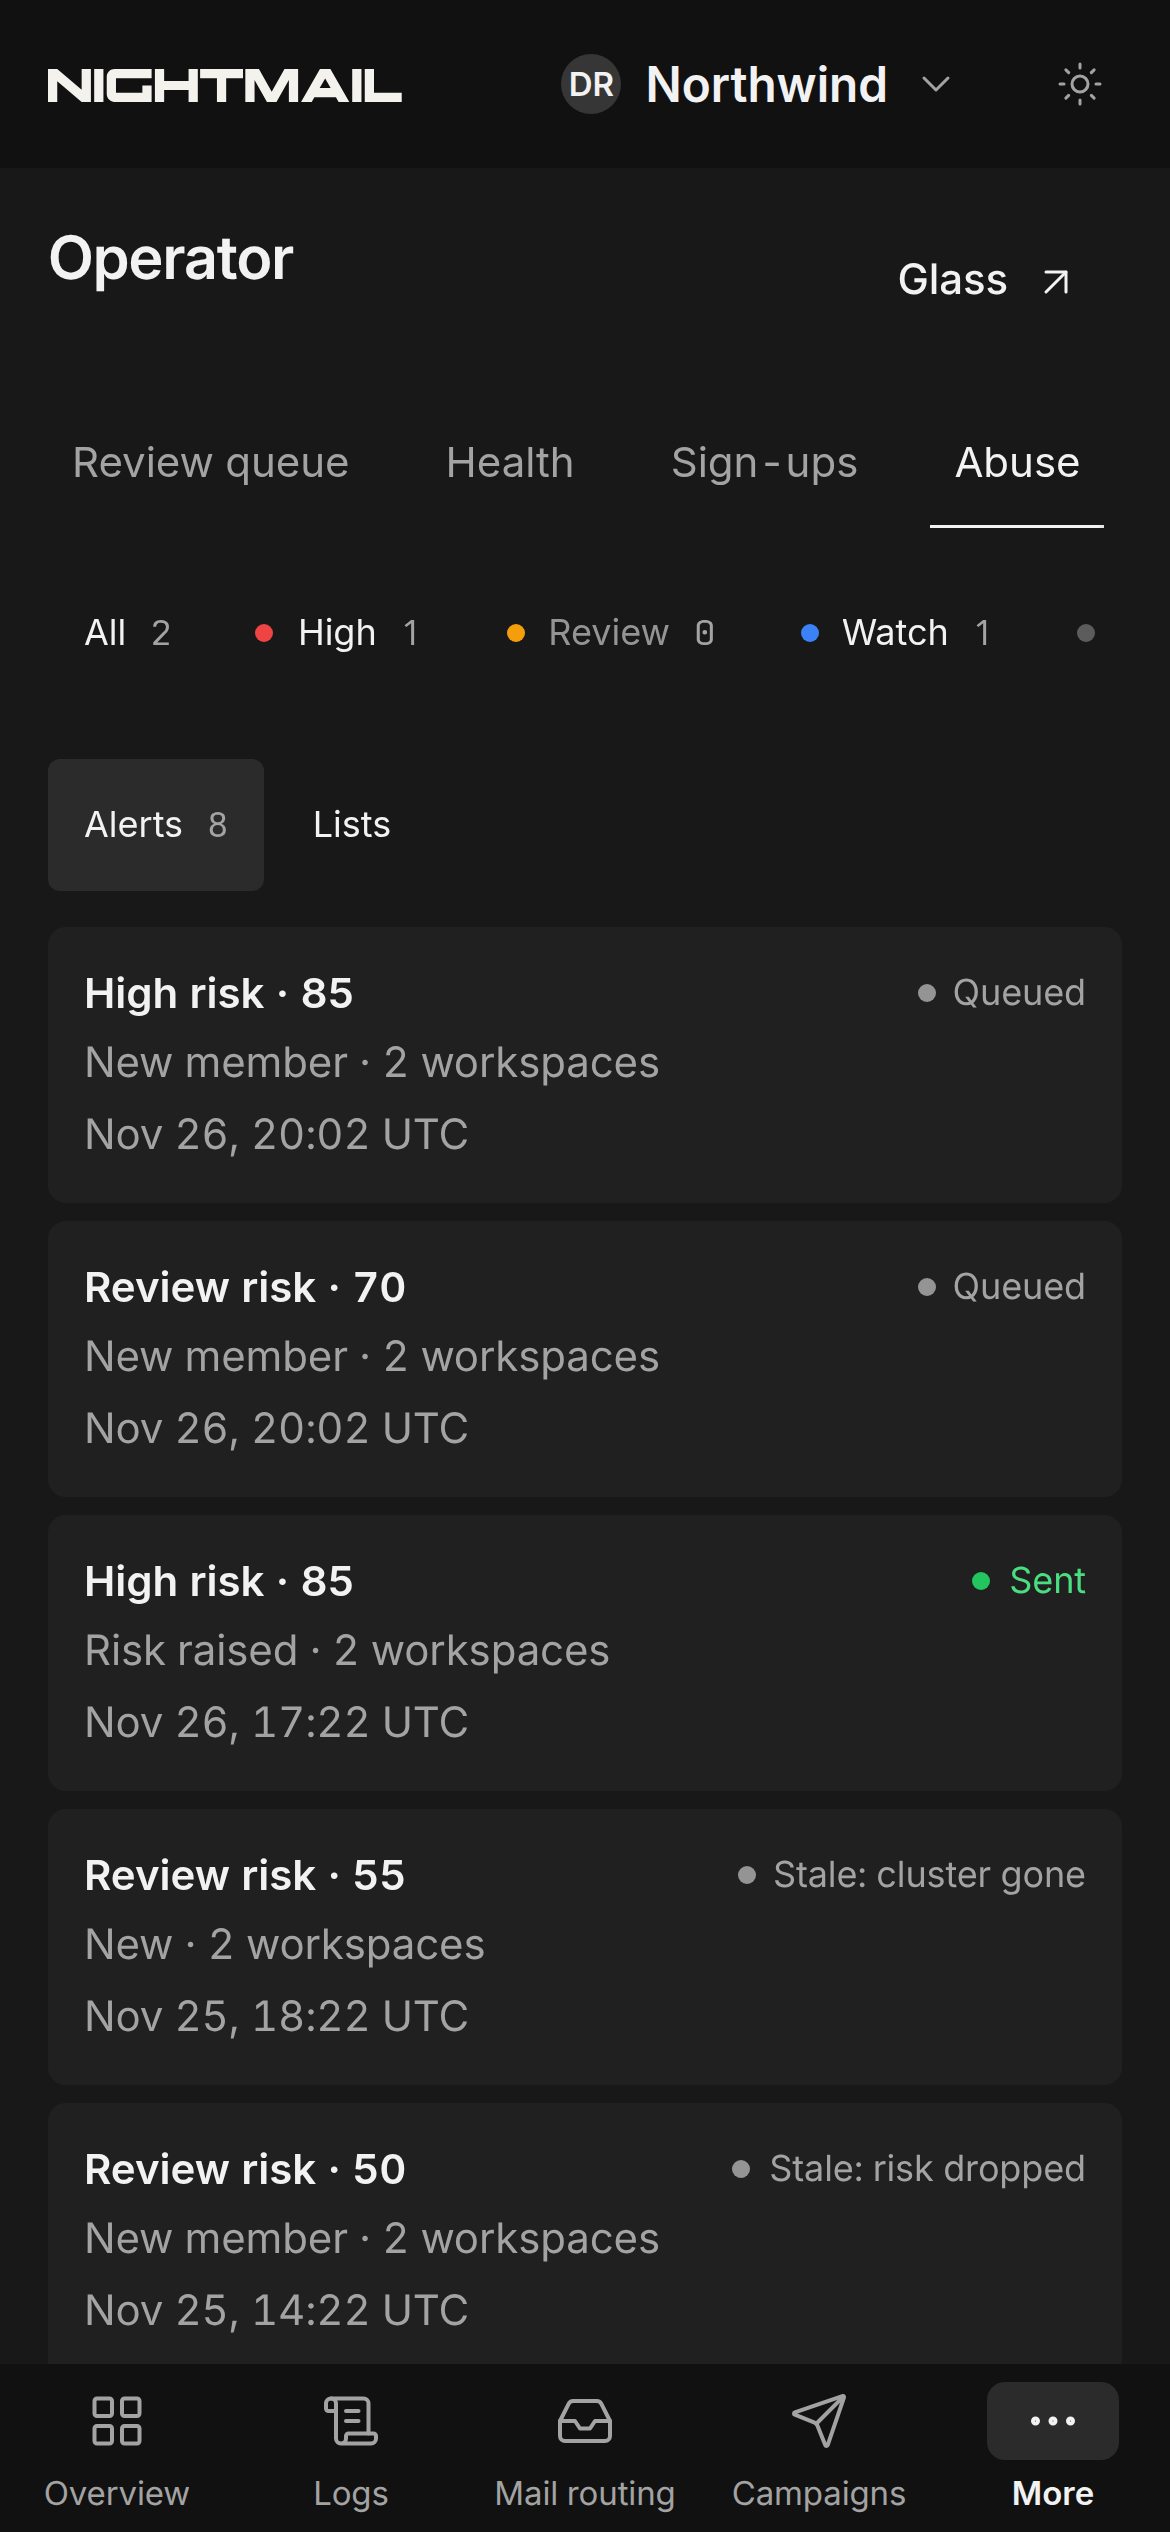 NIGHTMAIL
DR Northwind
Operator
Glass
Review queue Health Sign-ups Abuse
All 2 High 1 Review 0 Watch 1
Alerts 8 Lists
High risk · 85 Queued
New member · 2 workspaces
Nov 26, 20:02 UTC
Review risk · 70 Queued
New member · 2 workspaces
Nov 26, 20:02 UTC
High risk · 85 Sent
Risk raised · 2 workspaces
Nov 26, 17:22 UTC
Review risk · 55 Stale: cluster gone
New · 2 workspaces
Nov 25, 18:22 UTC
Review risk · 50 Stale: risk dropped
New member · 2 workspaces
Nov 25, 14:22 UTC
Overview Logs Mail routing Campaigns More